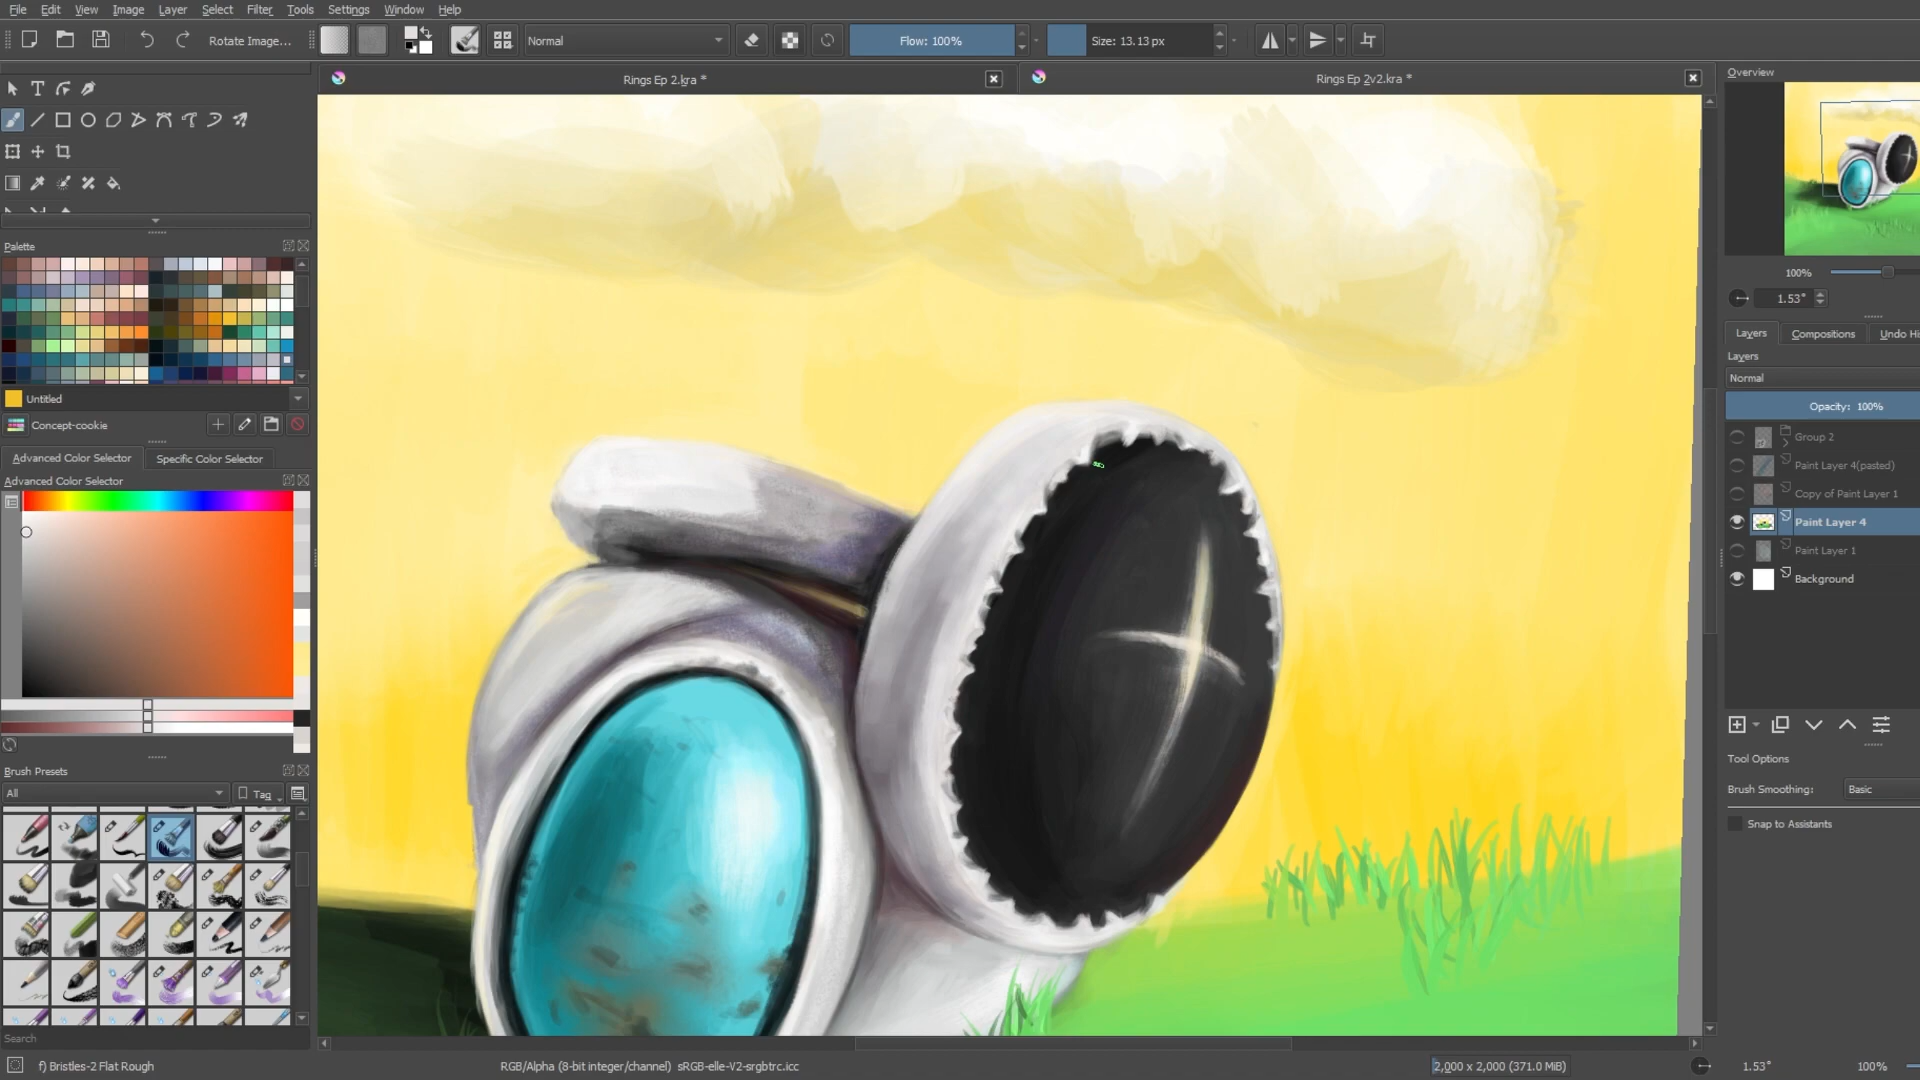 File Edit View Image Layer Select Filter Tools Settings Window Help
Rotate Image... Normal Flow: 100% Size: 13.13 px
Rings Ep 2.kra * Rings Ep 2v2.kra *
Overview
Palette
Untitled
Concept-cookie
Advanced Color Selector Specific Color Selector
Advanced Color Selector
Brush Presets
All Tag
Search
f) Bristles-2 Flat Rough RGB/Alpha (8-bit integer/channel) sRGB-elle-V2-srgbtrc.icc 2,000 x 2,000 (371.0 MiB) 1.53° 100%
100%
1.53°
Layers Compositions Undo Hi
Layers
Normal
Opacity: 100%
Group 2
Paint Layer 4(pasted)
Copy of Paint Layer 1
Paint Layer 4
Paint Layer 1
Background
Tool Options
Brush Smoothing: Basic
Snap to Assistants